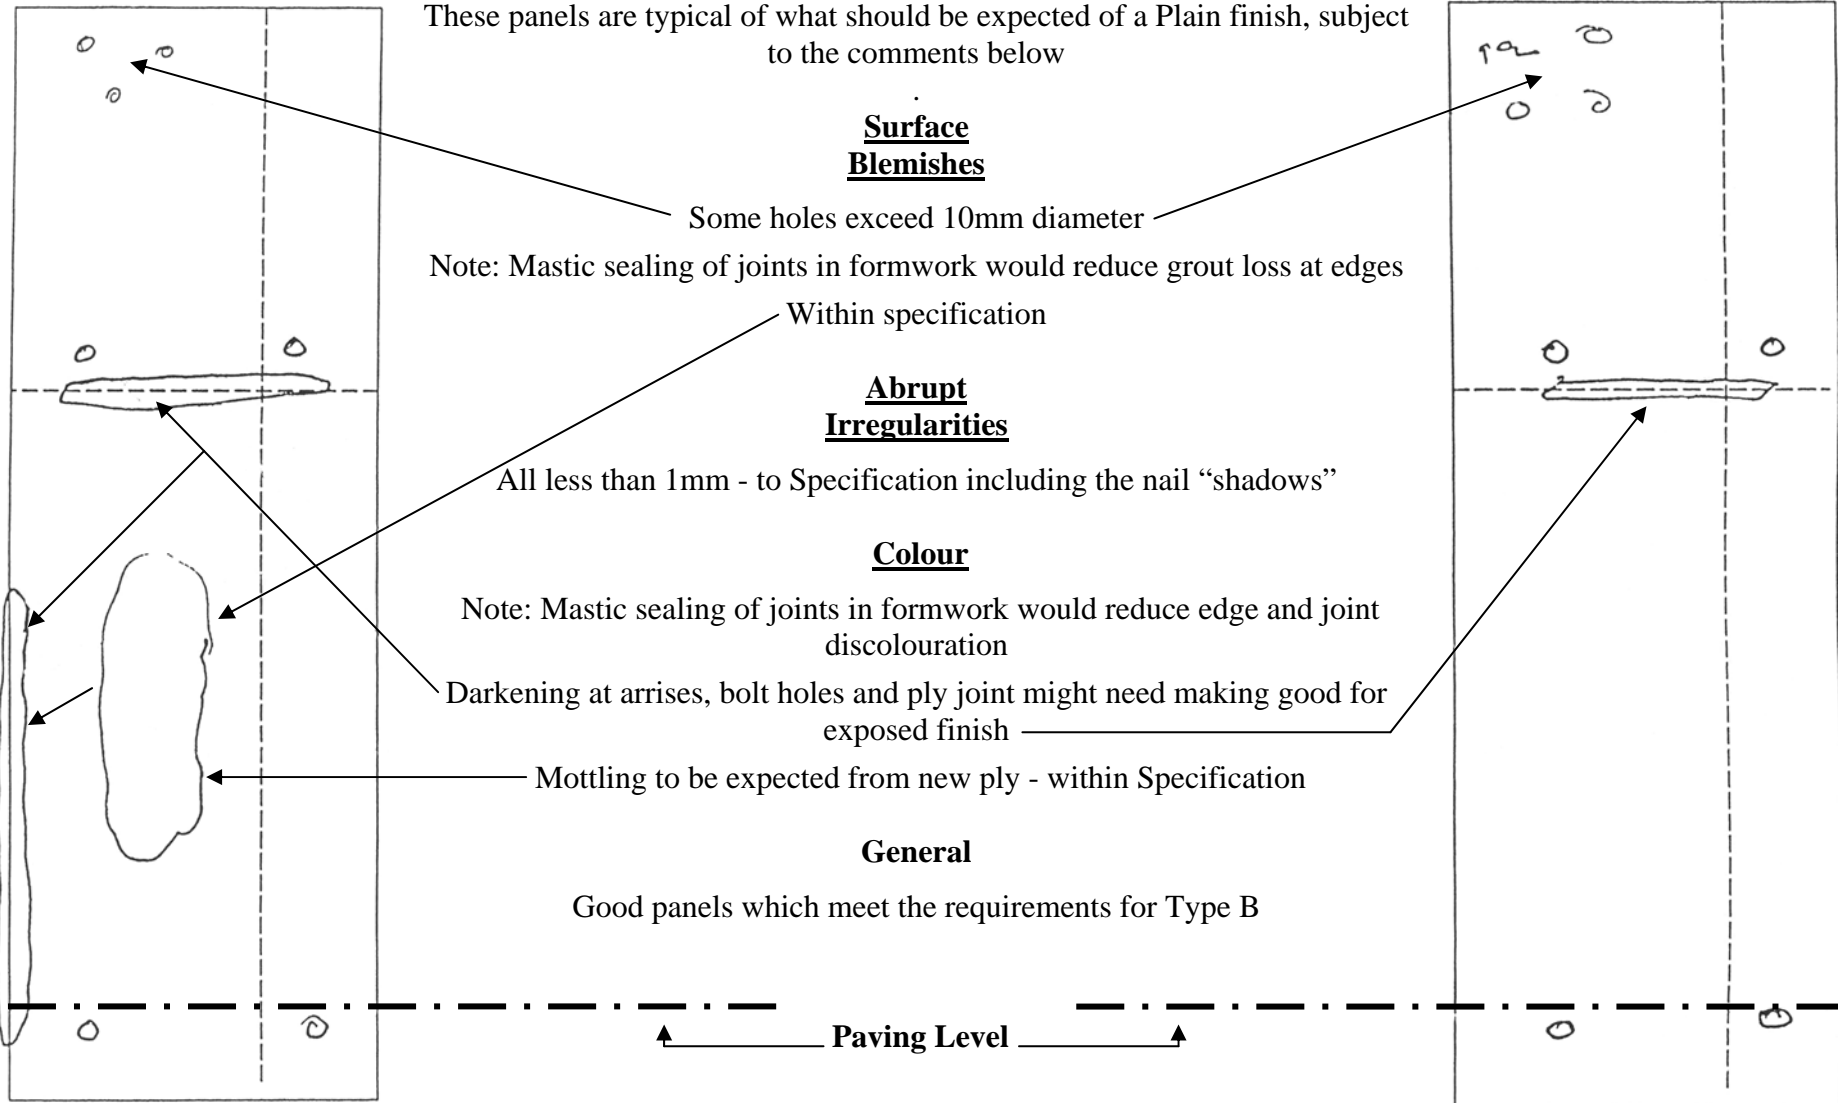 These panels are typical of what should be expected of a Plain finish, subject
to the comments below
.
Surface
Blemishes
Some holes exceed 10mm diameter
Note: Mastic sealing of joints in formwork would reduce grout loss at edges
Within specification
Abrupt
Irregularities
All less than 1mm - to Specification including the nail “shadows”
Colour
Note: Mastic sealing of joints in formwork would reduce edge and joint
discolouration
Darkening at arrises, bolt holes and ply joint might need making good for
exposed finish
Mottling to be expected from new ply - within Specification
General
Good panels which meet the requirements for Type B
Paving Level